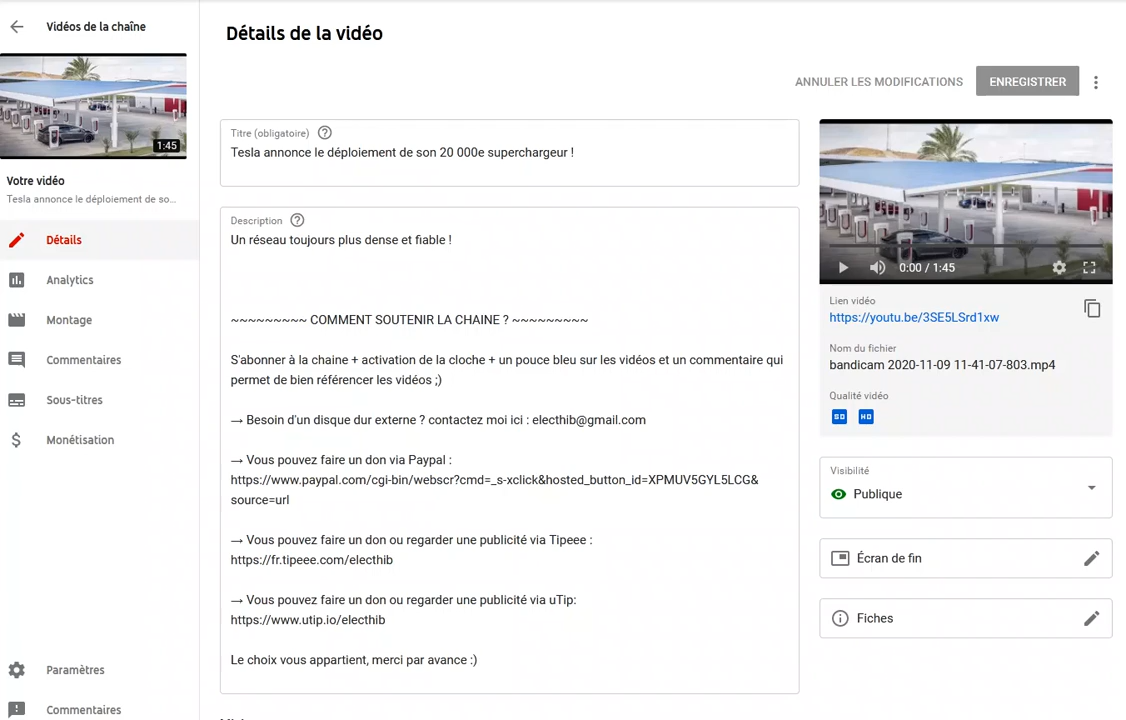 Vidéos de la chaîne
1:45
Votre vidéo
Tesla annonce le déploiement de so...
Détails
Analytics
Montage
Commentaires
Sous-titres
Monétisation
Paramètres
Commentaires
Détails de la vidéo
ANNULER LES MODIFICATIONS
ENREGISTRER
Titre (obligatoire)
Tesla annonce le déploiement de son 20 000e superchargeur !
Description
Un réseau toujours plus dense et fiable !
~~~~~~~~~ COMMENT SOUTENIR LA CHAINE ? ~~~~~~~~~
S'abonner à la chaine + activation de la cloche + un pouce bleu sur les vidéos et un commentaire qui
permet de bien référencer les vidéos ;)
→ Besoin d'un disque dur externe ? contactez moi ici : electhib@gmail.com
→ Vous pouvez faire un don via Paypal :
https://www.paypal.com/cgi-bin/webscr?cmd=_s-xclick&hosted_button_id=XPMUV5GYL5LCG&
source=url
→ Vous pouvez faire un don ou regarder une publicité via Tipeee :
https://fr.tipeee.com/electhib
→ Vous pouvez faire un don ou regarder une publicité via uTip:
https://www.utip.io/electhib
Le choix vous appartient, merci par avance :)
0:00 / 1:45
Lien vidéo
https://youtu.be/3SE5LSrd1xw
Nom du fichier
bandicam 2020-11-09 11-41-07-803.mp4
Qualité vidéo
SD HD
Visibilité
Publique
Écran de fin
Fiches